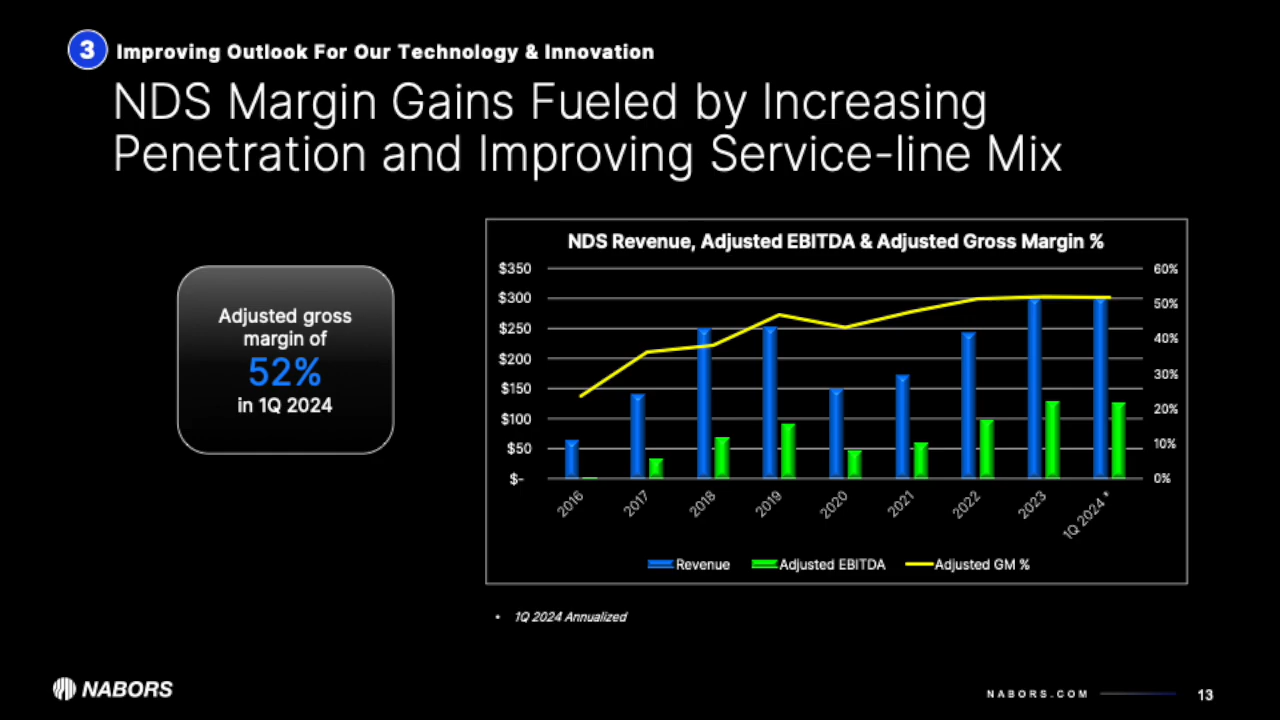 3 Improving Outlook For Our Technology & Innovation
NDS Margin Gains Fueled by Increasing
Penetration and Improving Service-line Mix
Adjusted gross
margin of
52%
in 1Q 2024
NDS Revenue, Adjusted EBITDA & Adjusted Gross Margin %
$350
$300
$250
$200
$150
$100
$50
$-
60%
50%
40%
30%
20%
10%
0%
2016
2017
2018
2019
2020
2021
2022
2023
1Q 2024 *
Revenue Adjusted EBITDA Adjusted GM %
• 1Q 2024 Annualized
NABORS
NABORS.COM 13